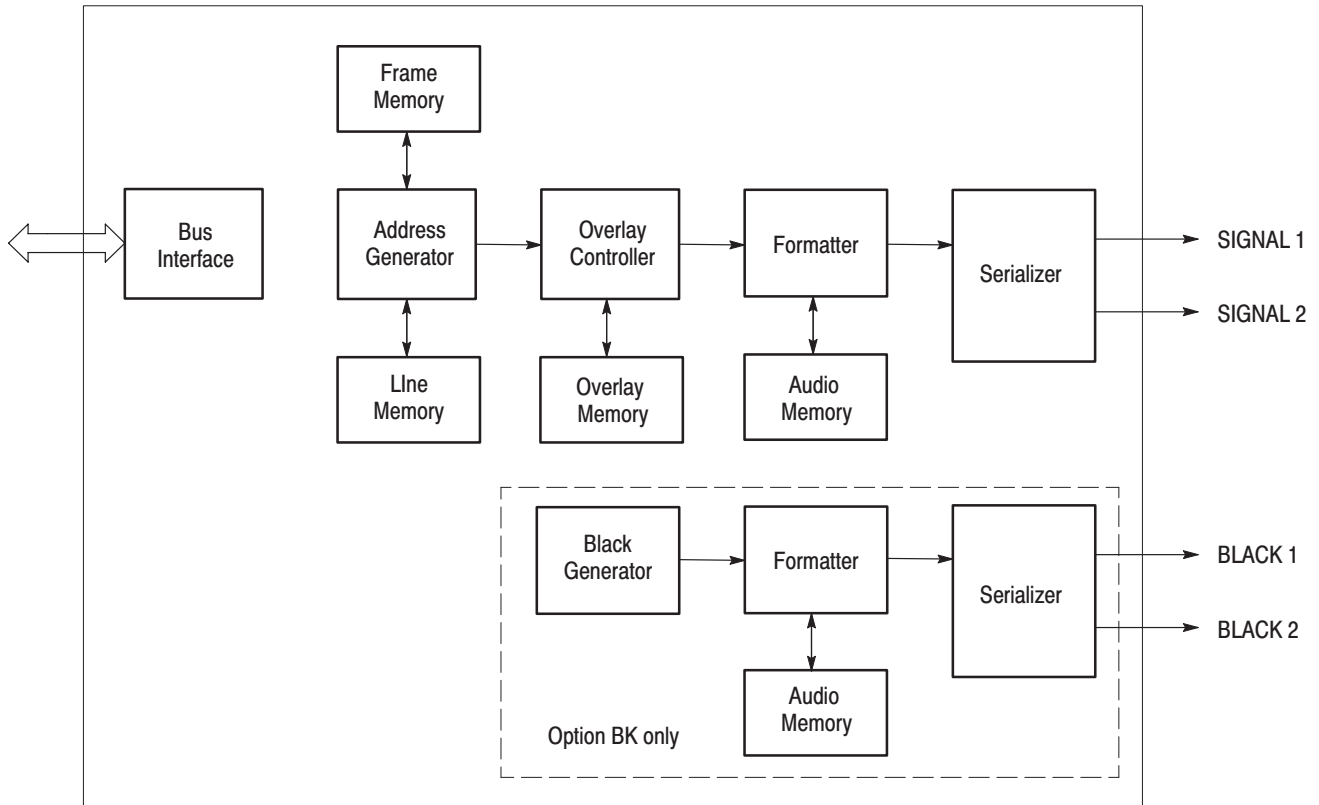 Frame
Memory
Bus
Interface
Address
Generator
Overlay
Controller
Formatter
Serializer
SIGNAL 1
SIGNAL 2
LIne
Memory
Overlay
Memory
Audio
Memory
Black
Generator
Formatter
Serializer
BLACK 1
BLACK 2
Audio
Memory
Option BK only